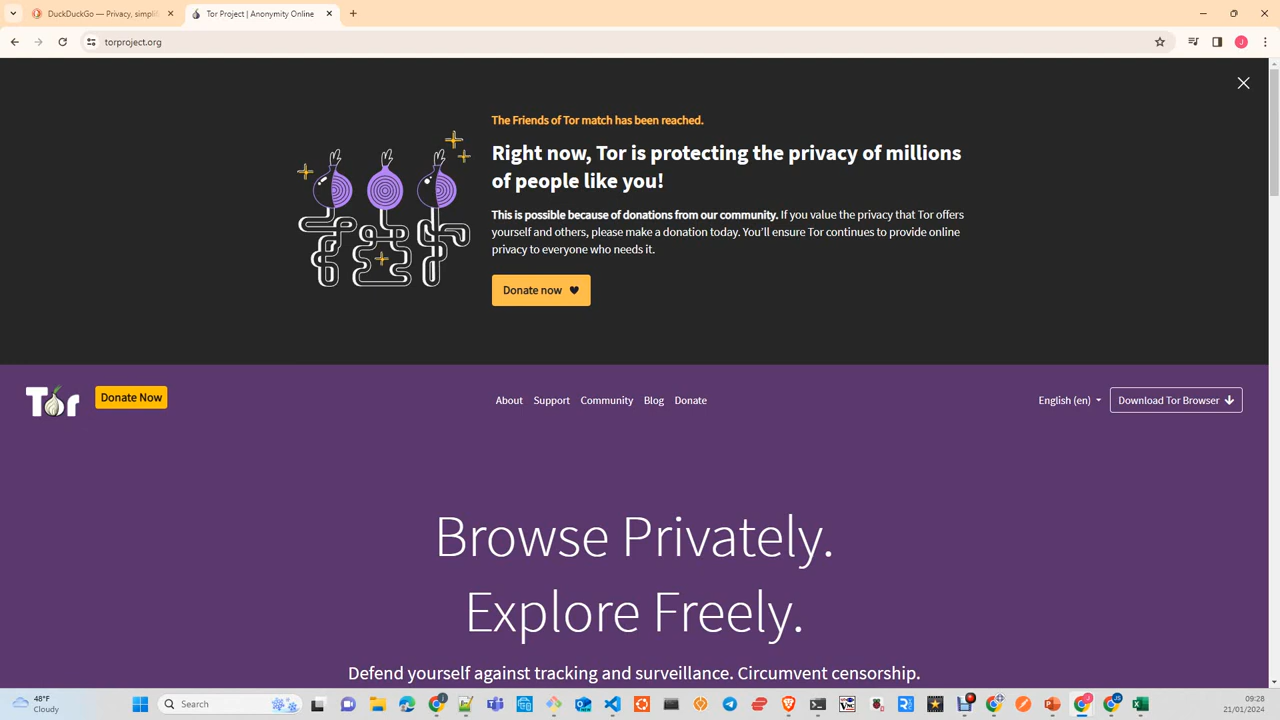 DuckDuckGo — Privacy, simplif
Tor Project | Anonymity Online
torproject.org
J
The Friends of Tor match has been reached.
Right now, Tor is protecting the privacy of millions
of people like you!
This is possible because of donations from our community. If you value the privacy that Tor offers
yourself and others, please make a donation today. You'll ensure Tor continues to provide online
privacy to everyone who needs it.
Donate now
Tor
Donate Now
About
Support
Community
Blog
Donate
English (en)
Download Tor Browser
Browse Privately.
Explore Freely.
Defend yourself against tracking and surveillance. Circumvent censorship.
48°F
Cloudy
Search
09:28
21/01/2024